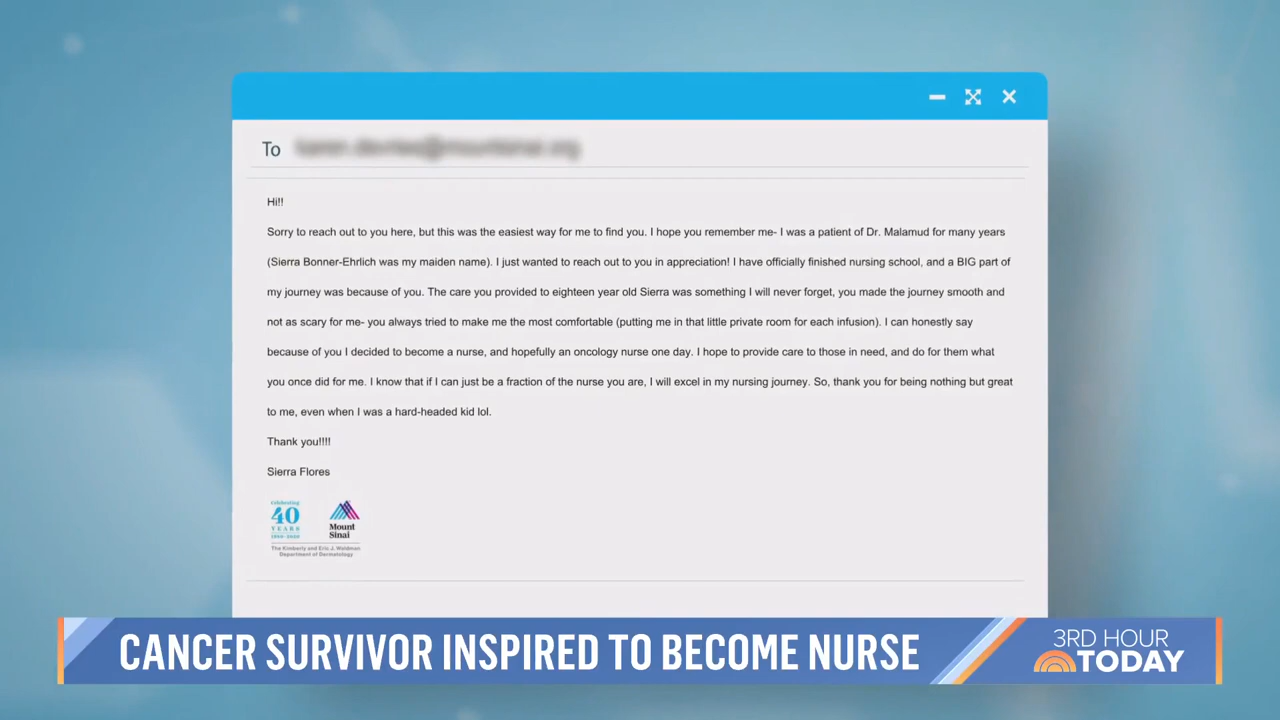 To
Hi!!
Sorry to reach out to you here, but this was the easiest way for me to find you. I hope you remember me- I was a patient of Dr. Malamud for many years
(Sierra Bonner-Ehrlich was my maiden name). I just wanted to reach out to you in appreciation! I have officially finished nursing school, and a BIG part of
my journey was because of you. The care you provided to eighteen year old Sierra was something I will never forget, you made the journey smooth and
not as scary for me- you always tried to make me the most comfortable (putting me in that little private room for each infusion). I can honestly say
because of you I decided to become a nurse, and hopefully an oncology nurse one day. I hope to provide care to those in need, and do for them what
you once did for me. I know that if I can just be a fraction of the nurse you are, I will excel in my nursing journey. So, thank you for being nothing but great
to me, even when I was a hard-headed kid lol.
Thank you!!!!
Sierra Flores
Celebrating
40
YEARS
Mount
Sinai
The Kimberly and Eric J. Waldman
Department of Dermatology
CANCER SURVIVOR INSPIRED TO BECOME NURSE
3RD HOUR
TODAY